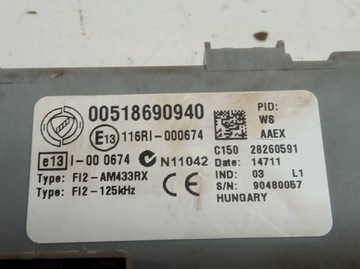 00518690940
E13 116RI-000674
e13 I-00 0674 N11042
Type: FI2-AM433RX
Type: FI2-125kHz
CE
PID:
WS
AAEX
C150 28260591
Date: 14711
IND: 03 L1
S/N: 90480057
HUNGARY